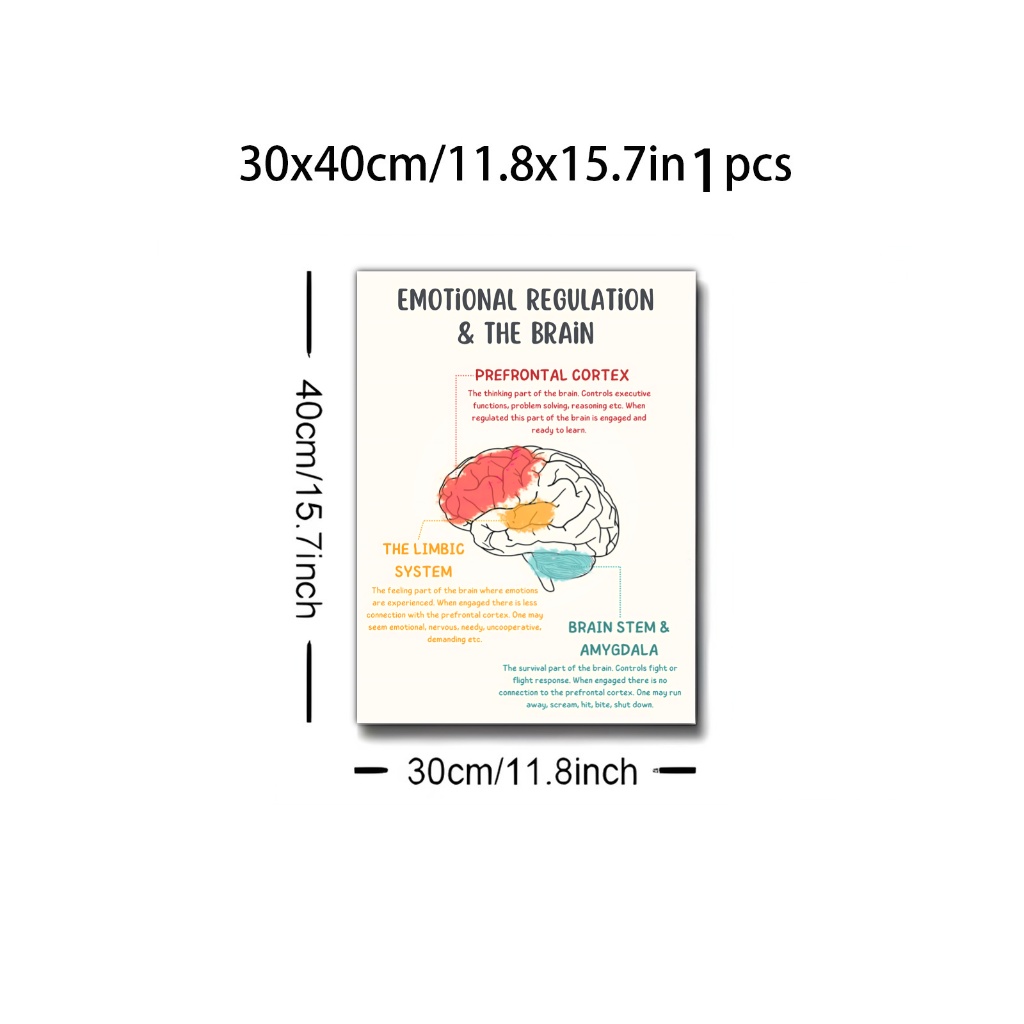 30x40cm/11.8x15.7in 1 pcs
EMOTIONAL REGULATION
& THE BRAIN
PREFRONTAL CORTEX
The thinking part of the brain. Controls executive
functions, problem solving, reasoning etc. When
regulated this part of the brain is engaged and
ready to learn.
THE LIMBIC
SYSTEM
The feeling part of the brain where emotions
are experienced. When engaged there is less
connection with the prefrontal cortex. One may
seem emotional, nervous, needy, uncooperative,
demanding etc.
BRAIN STEM &
AMYGDALA
The survival part of the brain. Controls fight or
flight response. When engaged there is no
connection to the prefrontal cortex. One may run
away, scream, hit, bite, shut down.
40cm/15.7inch
30cm/11.8inch